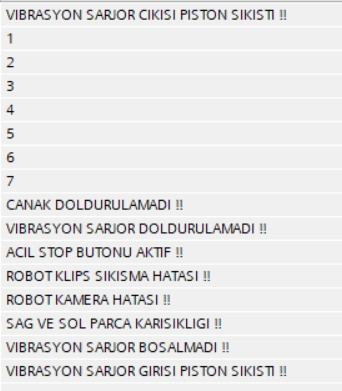 VIBRASYON SARJOR CIKISI PISTON SIKISTI !!
1
2
3
4
5
6
7
CANAK DOLDURULAMADI !!
VIBRASYON SARJOR DOLDURULAMADI !!
ACIL STOP BUTONU AKTIF !!
ROBOT KLIPS SIKISMA HATASI !!
ROBOT KAMERA HATASI !!
SAG VE SOL PARCA KARISIKLIGI !!
VIBRASYON SARJOR BOSALMADI !!
VIBRASYON SARJOR GIRISI PISTON SIKISTI !!